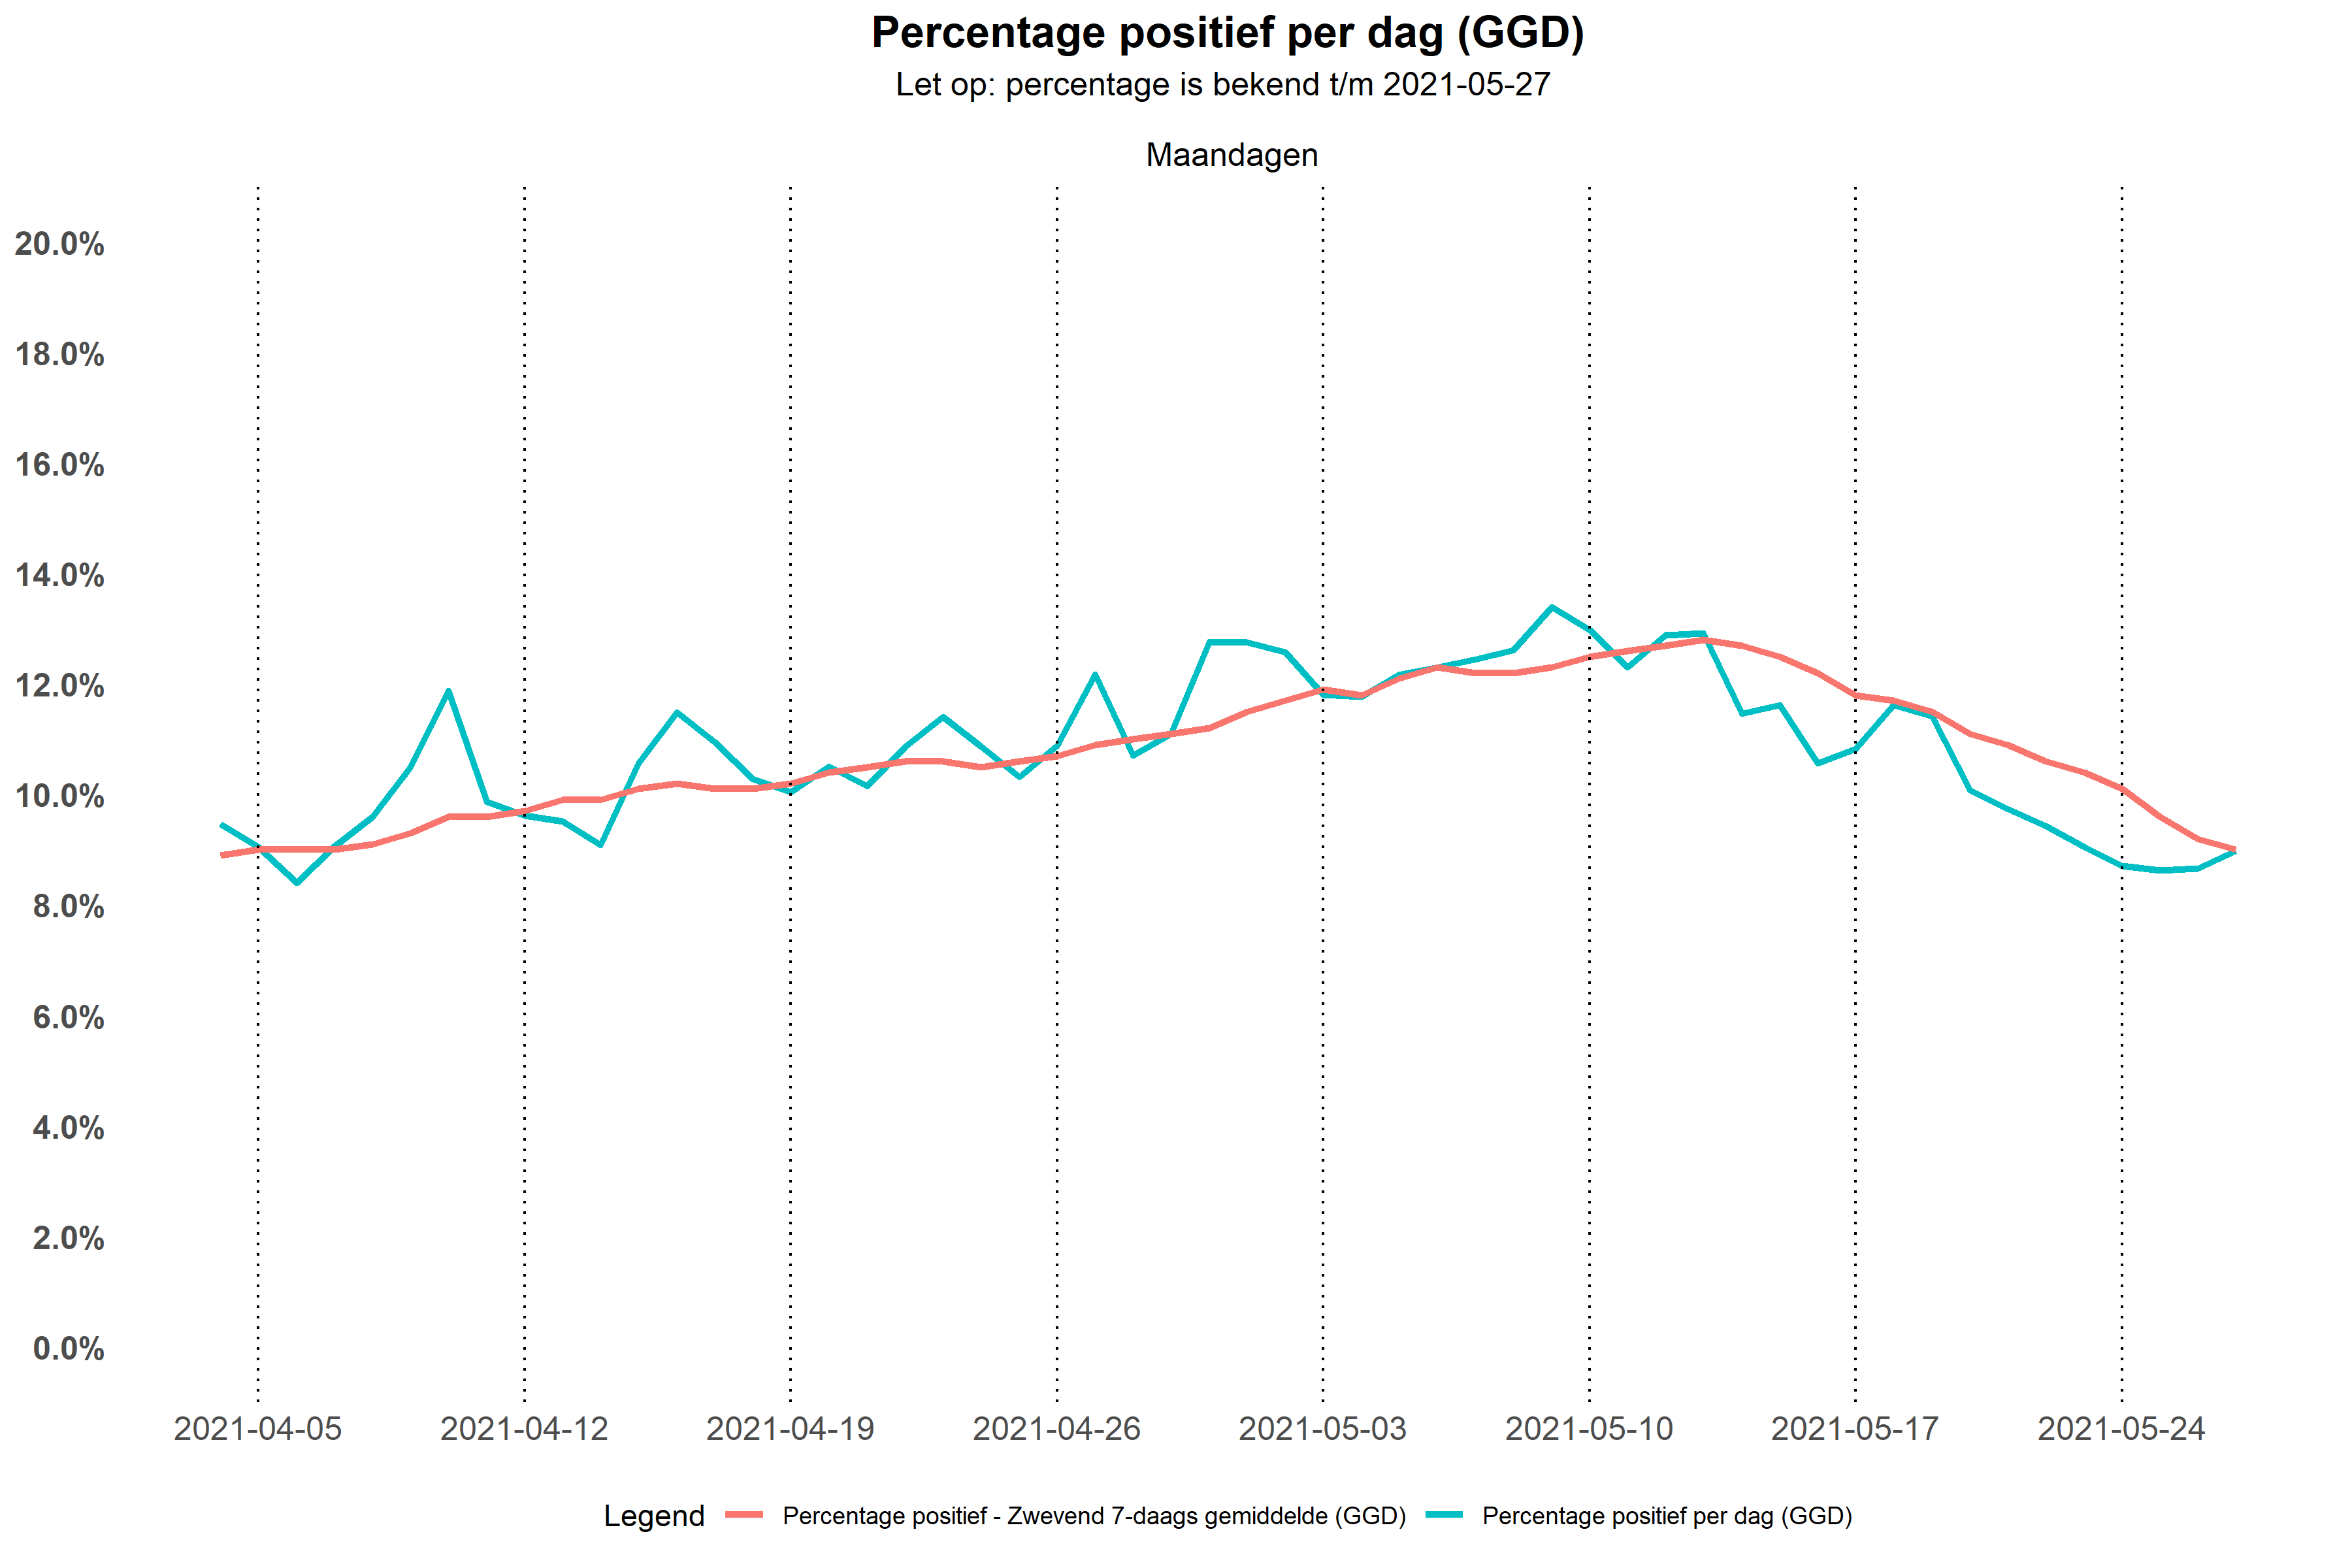 Percentage positief per dag (GGD)
Let op: percentage is bekend t/m 2021-05-27
Maandagen
20.0%
18.0%
16.0%
14.0%
12.0%
10.0%
8.0%
6.0%
4.0%
2.0%
0.0%
2021-04-05 2021-04-12 2021-04-19 2021-04-26 2021-05-03 2021-05-10 2021-05-17 2021-05-24
Legend Percentage positief - Zwevend 7-daags gemiddelde (GGD) Percentage positief per dag (GGD)